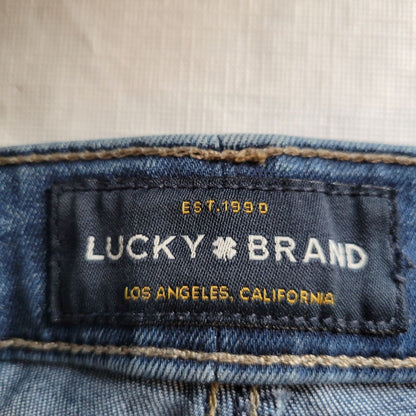 EST. 1990
LUCKY BRAND
LOS ANGELES, CALIFORNIA